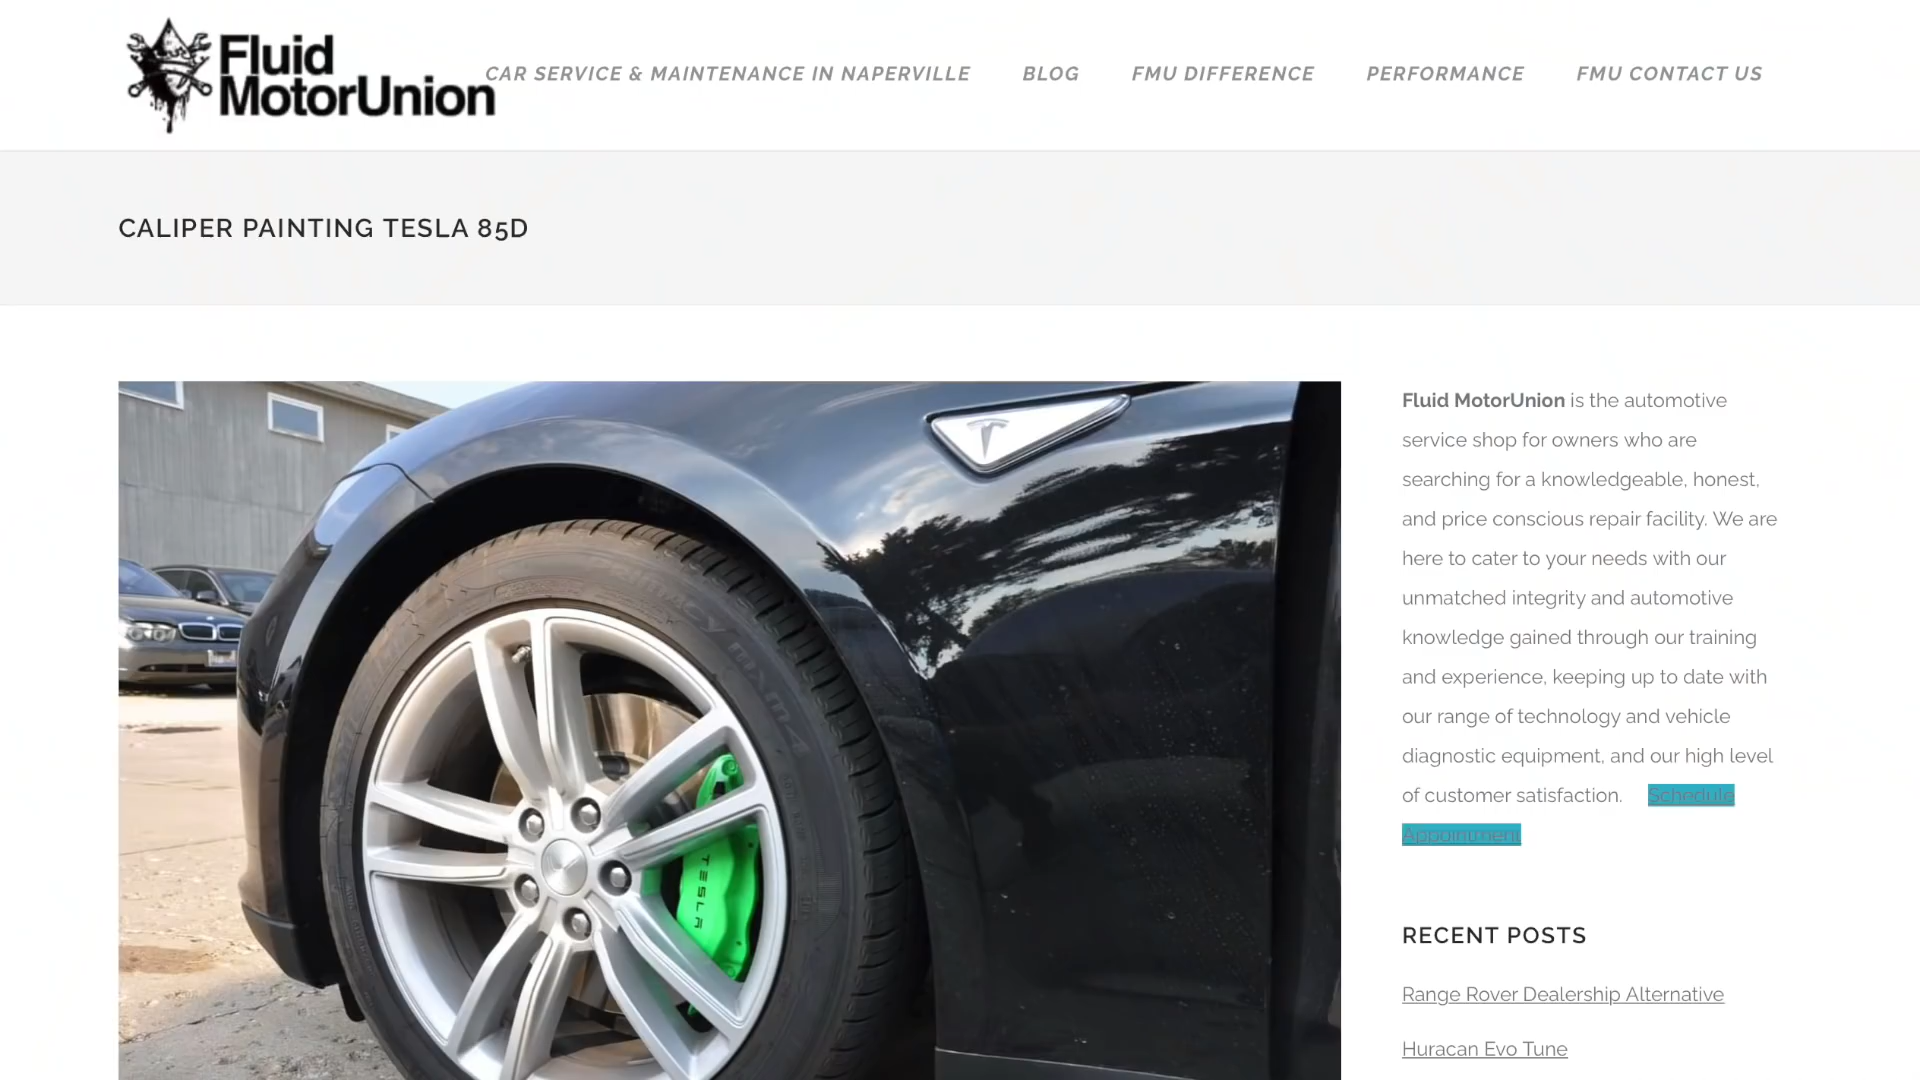 Fluid
MotorUnion
CAR SERVICE & MAINTENANCE IN NAPERVILLE
BLOG
FMU DIFFERENCE
PERFORMANCE
FMU CONTACT US
CALIPER PAINTING TESLA 85D
TESLA
Fluid MotorUnion is the automotive
service shop for owners who are
searching for a knowledgeable, honest,
and price conscious repair facility. We are
here to cater to your needs with our
unmatched integrity and automotive
knowledge gained through our training
and experience, keeping up to date with
our range of technology and vehicle
diagnostic equipment, and our high level
of customer satisfaction. Schedule
Appointment
RECENT POSTS
Range Rover Dealership Alternative
Huracan Evo Tune